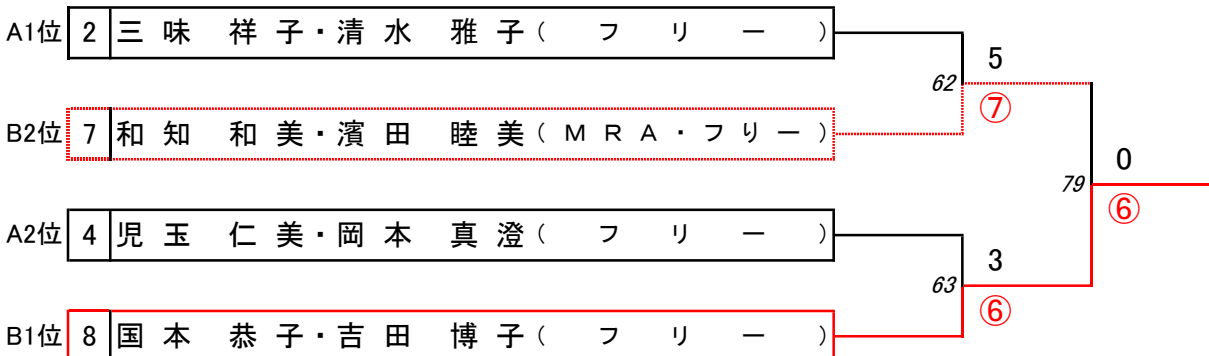 A1位 2 三味 祥子・清水 雅子(フリー)
5
62
⑦
B2位 7 和知 和美・濱田 睦美(MRA・フリー)
0
79
⑥
A2位 4 児玉 仁美・岡本 真澄(フリー)
3
63
⑥
B1位 8 国本 恭子・吉田 博子(フリー)